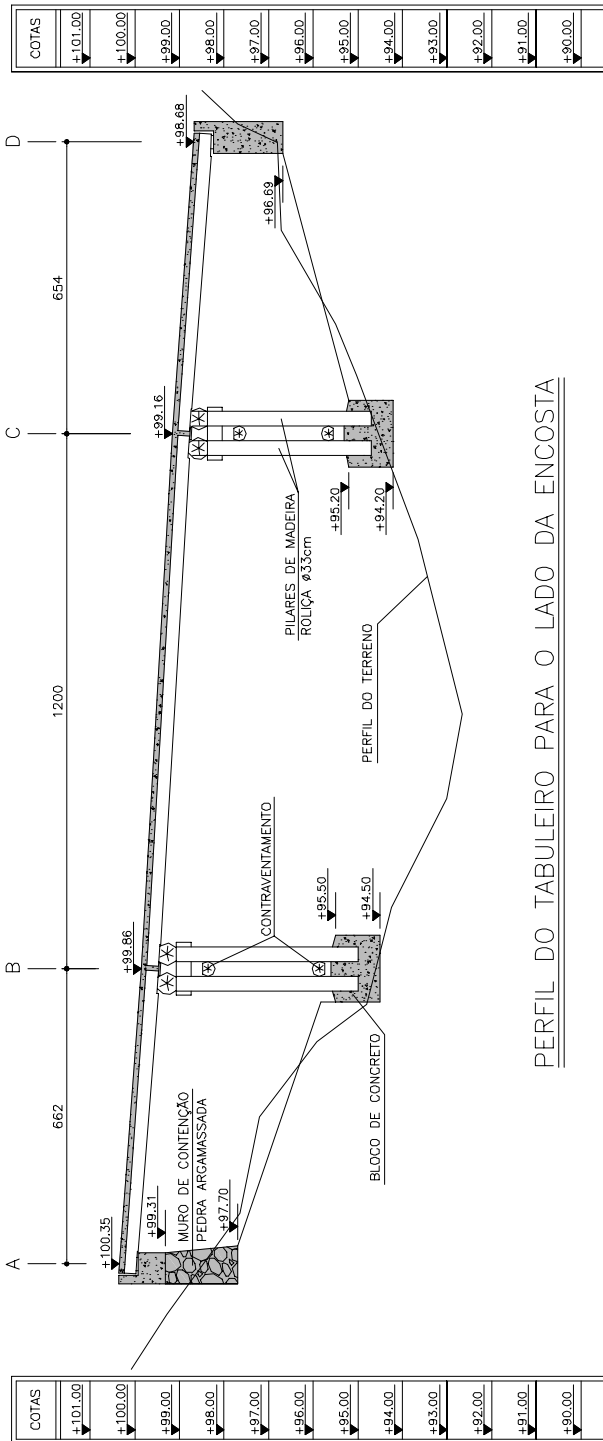 COTAS
+101.00
+100.00
+99.00
+98.00
+97.00
+96.00
+95.00
+94.00
+93.00
+92.00
+91.00
+90.00
A
B
C
D
662
1200
654
+100.35
+99.86
+99.16
+98.68
+99.31
MURO DE CONTENÇÃO
PEDRA ARGAMASSADA
+97.70
CONTRAVENTAMENTO
+95.50
+94.50
BLOCO DE CONCRETO
PILARES DE MADEIRA
ROLIÇA ø33cm
+95.20
+94.20
+96.69
PERFIL DO TERRENO
PERFIL DO TABULEIRO PARA O LADO DA ENCOSTA
COTAS
+101.00
+100.00
+99.00
+98.00
+97.00
+96.00
+95.00
+94.00
+93.00
+92.00
+91.00
+90.00